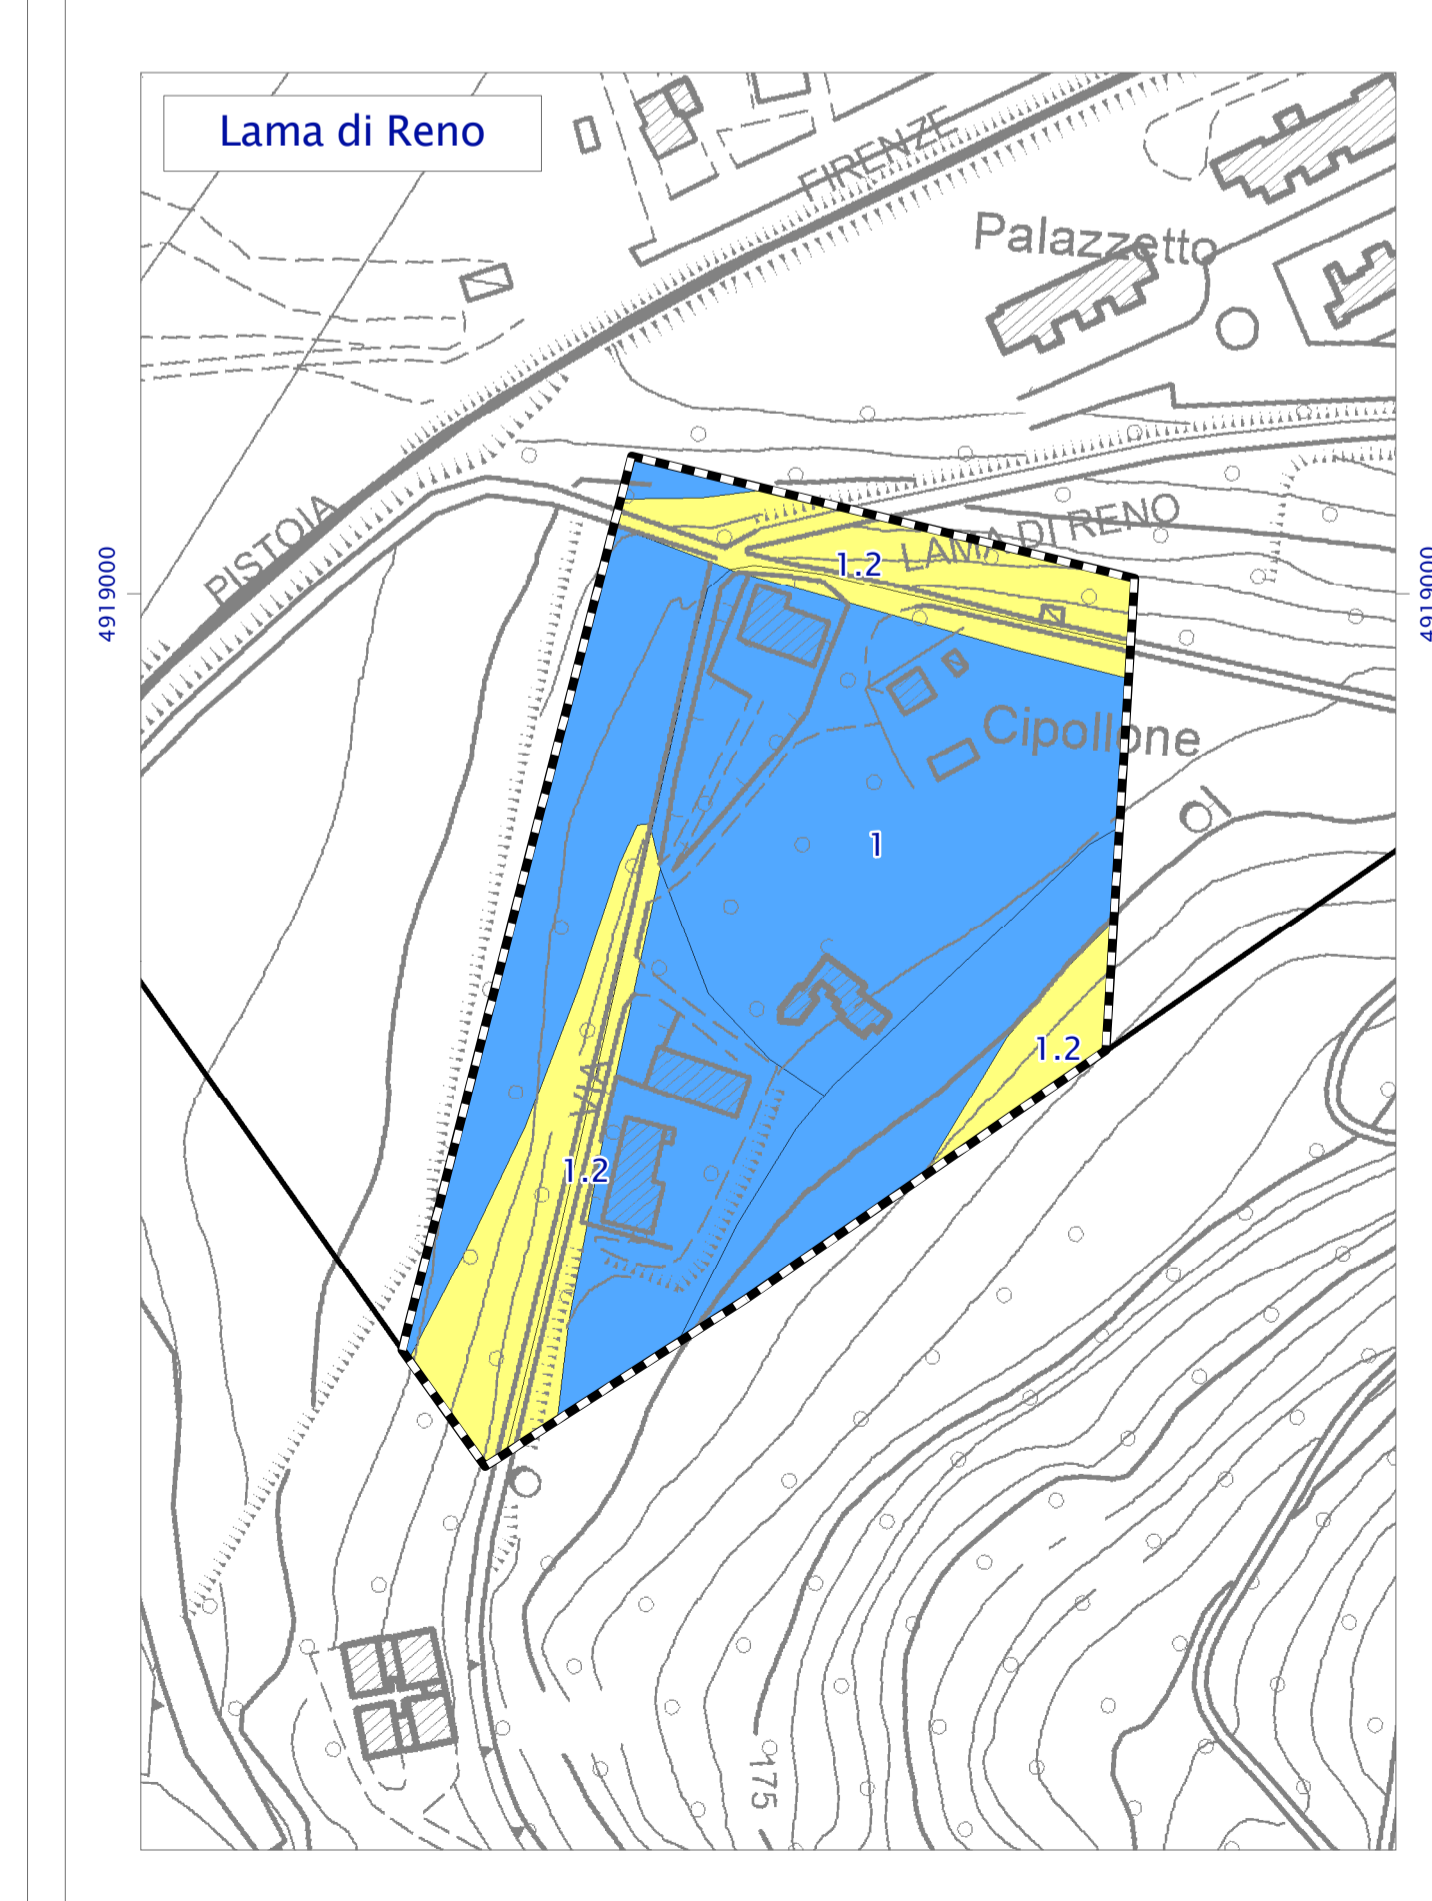 Lama di Reno
FIRENZE
Palazzetto
PISTOIA
LAMA DI RENO
1.2
4919000
4919000
Cipollone
1
1.2
VIA
1.2
175